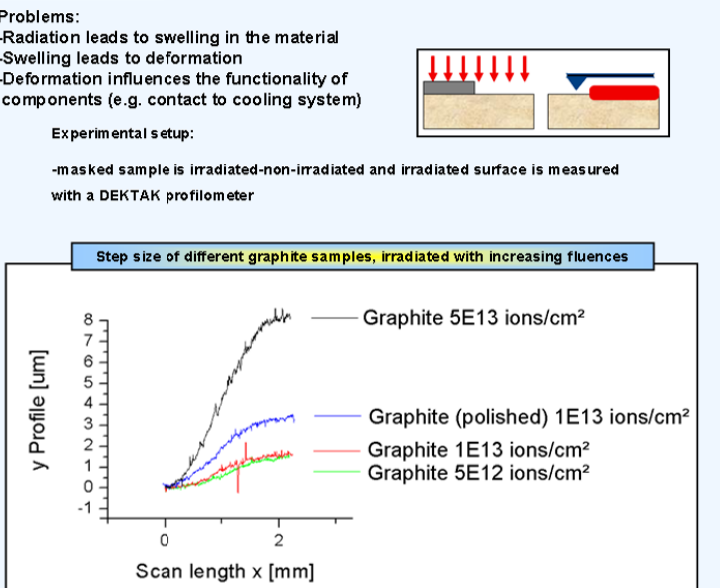 Problems:
-Radiation leads to swelling in the material
-Swelling leads to deformation
-Deformation influences the functionality of
components (e.g. contact to cooling system)
Experimental setup:
-masked sample is irradiated-non-irradiated and irradiated surface is measured
with a DEKTAK profilometer
Step size of different graphite samples, irradiated with increasing fluences
y Profile [um]
8
7
6
5
4
3
2
1
0
-1
Graphite 5E13 ions/cm²
Graphite (polished) 1E13 ions/cm²
Graphite 1E13 ions/cm²
Graphite 5E12 ions/cm²
0 2
Scan length x [mm]